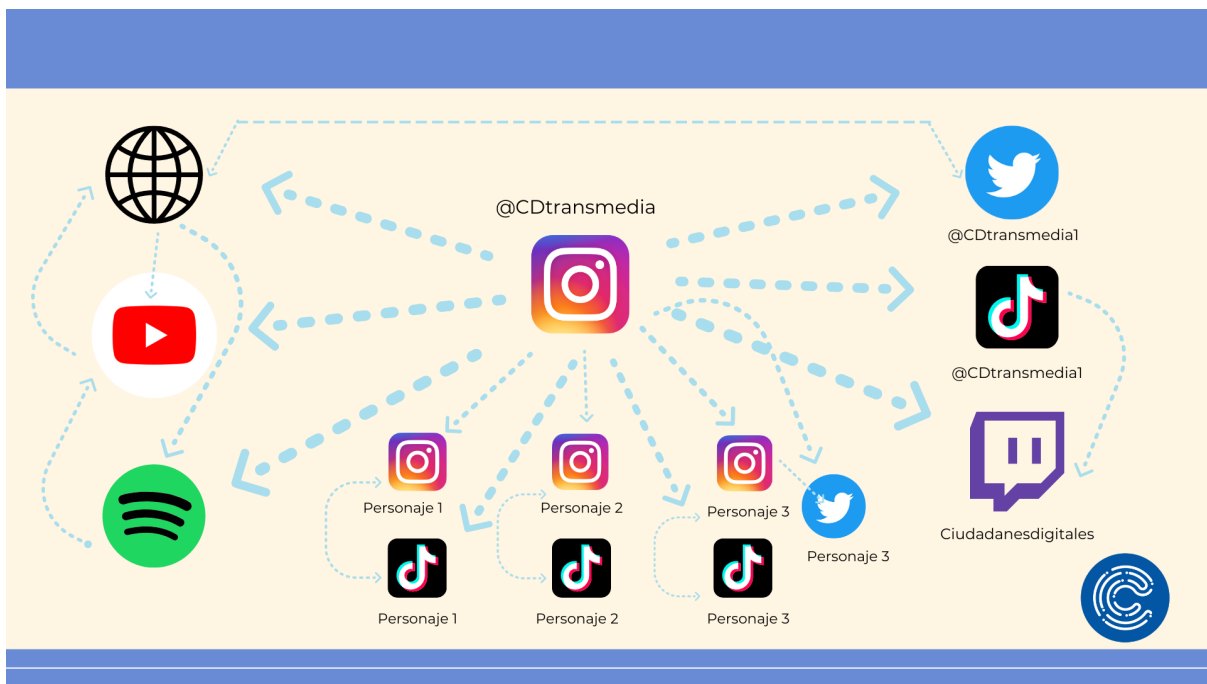 @CDtransmedia
@CDtransmedia1
@CDtransmedia1
Personaje 1
Personaje 2
Personaje 3
Ciudadanesdigitales
Personaje 3
Personaje 1
Personaje 2
Personaje 3